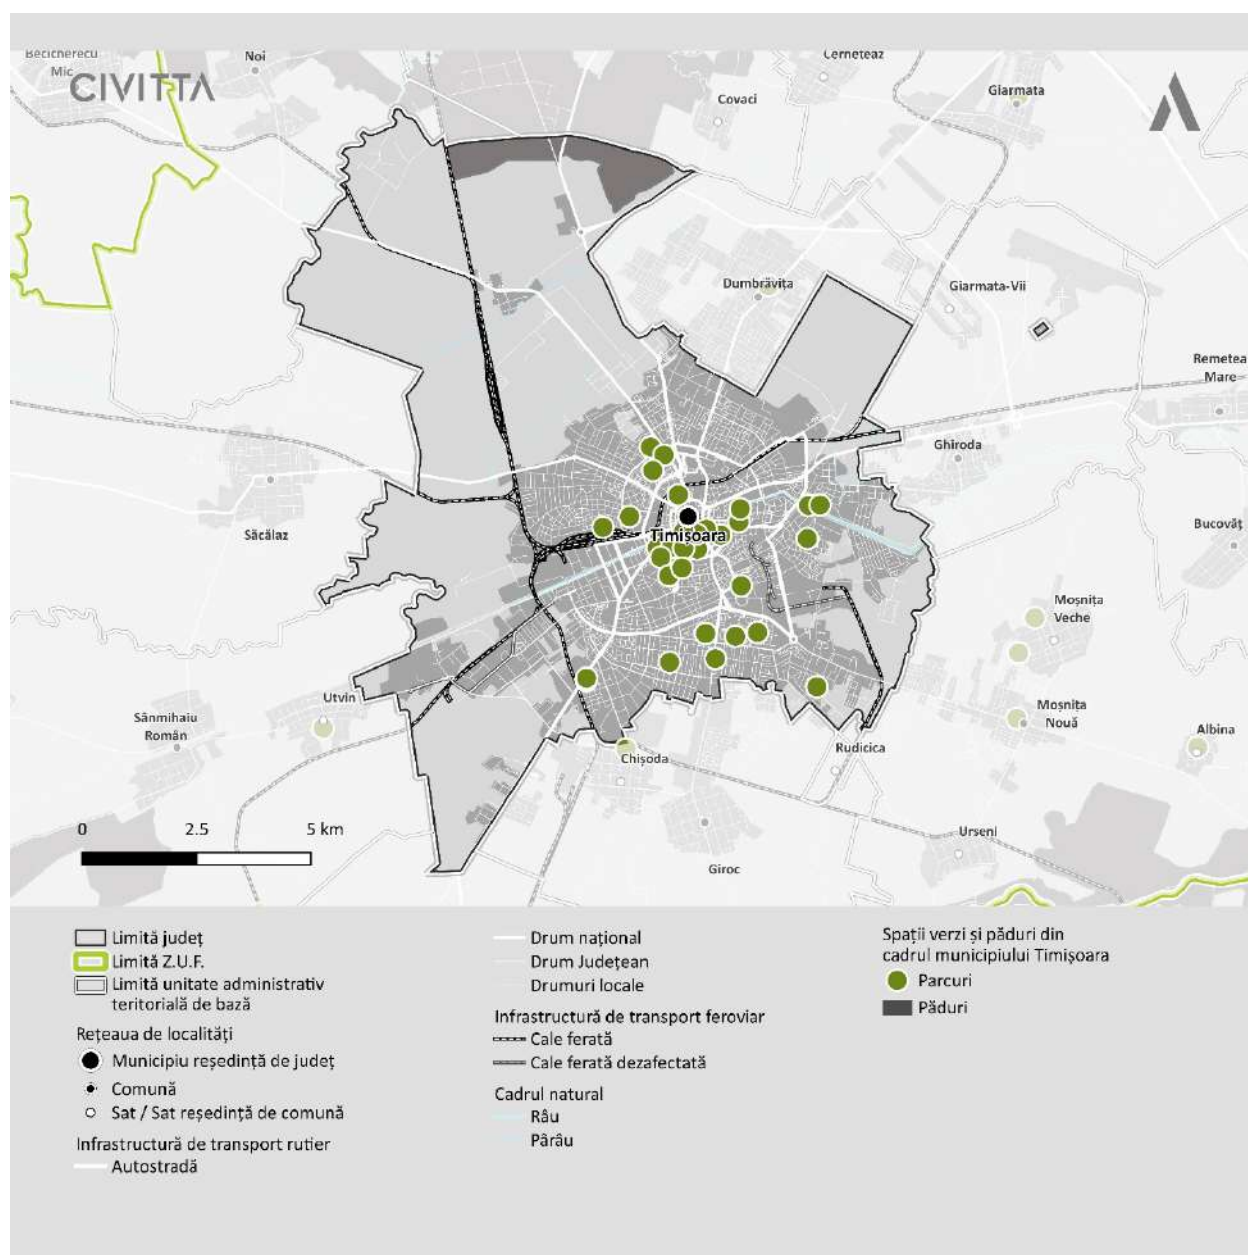 Becicherecu
Mic
Noi
Cerneteaz
CIVITTA
Covaci
Giarmata
Dumbrăvița
Giarmata-Vii
Remetea
Mare
Ghiroda
Săcălaz
Timișoara
Bucovăț
Moșnița
Veche
Utvin
Sânmihaiu
Român
Moșnița
Nouă
Albina
Rudicica
Chișoda
Urseni
Giroc
0 2.5 5 km
Limită județ
Limită Z.U.F.
Limită unitate administrativ
teritorială de bază
Rețeaua de localități
Municipiu reședință de județ
Comună
Sat / Sat reședință de comună
Infrastructură de transport rutier
Autostradă
Drum național
Drum Județean
Drumuri locale
Infrastructură de transport feroviar
Cale ferată
Cale ferată dezafectată
Cadrul natural
Râu
Pârâu
Spații verzi și păduri din
cadrul municipiului Timișoara
Parcuri
Păduri